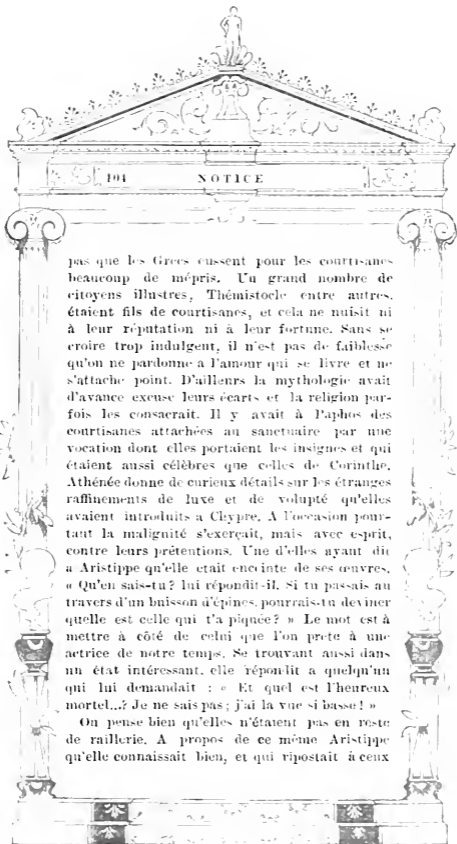 104 NOTICE
pas que les Grecs eussent pour les courtisanes
beaucoup de mépris. Un grand nombre de
citoyens illustres, Thémistocle entre autres,
étaient fils de courtisanes, et cela ne nuisit ni
à leur réputation ni à leur fortune. Sans se
croire trop indulgent, il n'est pas de faiblesse
qu'on ne pardonne a l'amour qui se livre et ne
s'attache point. D'ailleurs la mythologie avait
d'avance excusé leurs écarts et la religion par-
fois les consacrait. Il y avait à Paphos des
courtisanes attachées au sanctuaire par une
vocation dont elles portaient les insignes et qui
étaient aussi célèbres que celles de Corinthe.
Athénée donne de curieux détails sur les étranges
raffinements de luxe et de volupté qu'elles
avaient introduits a Chypre. A l'occasion pour-
tant la malignité s'exerçait, mais avec esprit,
contre leurs prétentions. Une d'elles ayant dit
a Aristippe qu'elle etait enceinte de ses œuvres,
« Qu'en sais-tu? lui répondit-il. Si tu passais au
travers d'un buisson d'épines, pourrais-tu deviner
quelle est celle qui t'a piquée? » Le mot est à
mettre à côté de celui que l'on prete à une
actrice de notre temps. Se trouvant aussi dans
un état intéressant, elle répondit a quelqu'un
qui lui demandait : « Et quel est l'heureux
mortel...? Je ne sais pas; j'ai la vue si basse! »
On pense bien qu'elles n'étaient pas en reste
de raillerie. A propos de ce même Aristippe
qu'elle connaissait bien, et qui ripostait à ceux